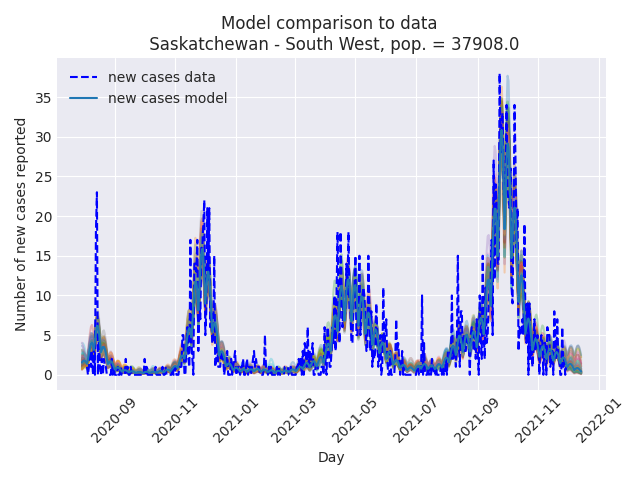 Model comparison to data
Saskatchewan - South West, pop. = 37908.0
new cases data
new cases model
Number of new cases reported
35
30
25
20
15
10
5
0
2020-09
2020-11
2021-01
2021-03
2021-05
2021-07
2021-09
2021-11
2022-01
Day